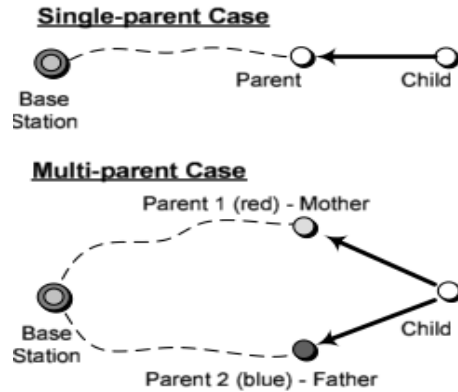 Single-parent Case
Parent
Child
Base
Station
Multi-parent Case
Parent 1 (red) - Mother
Base
Station
Child
Parent 2 (blue) - Father